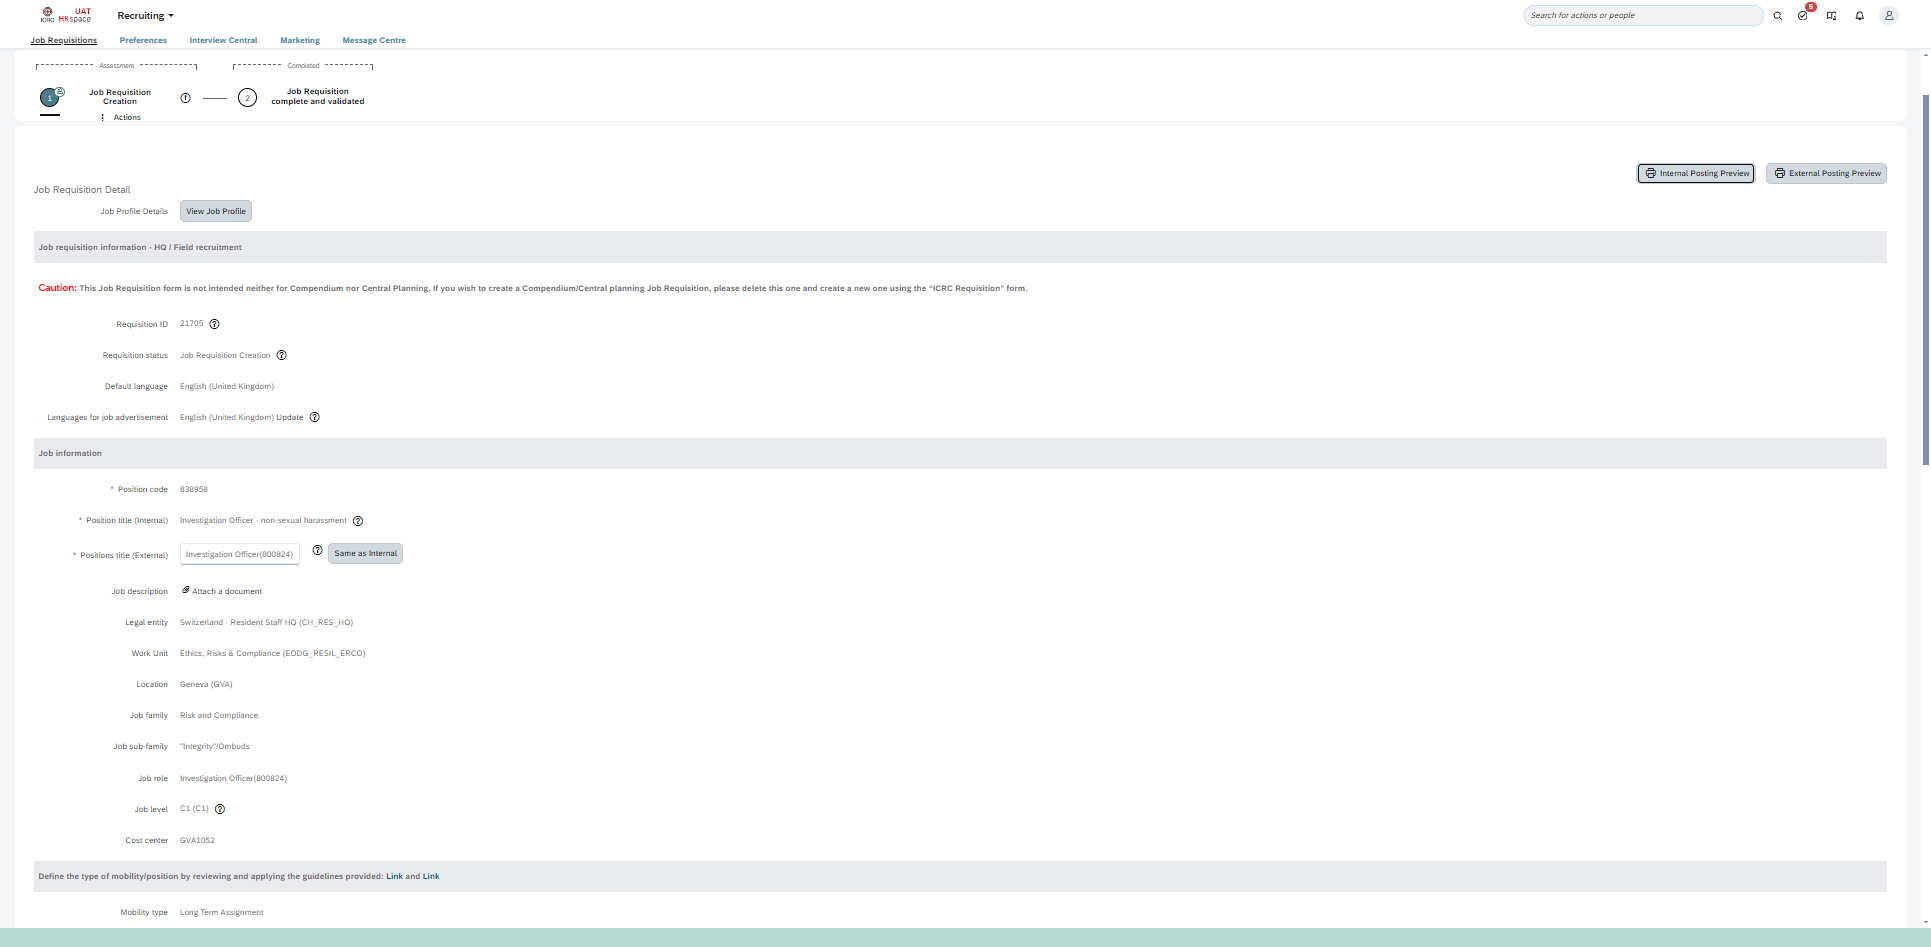 ICRC UAT HRspace
Recruiting
Search for actions or people
5
Job Requisitions Preferences Interview Central Marketing Message Centre
Assessment Completed
1 Job Requisition Creation 2 Job Requisition complete and validated
Actions
Internal Posting Preview External Posting Preview
Job Requisition Detail
Job Profile Details View Job Profile
Job requisition information - HQ / Field recruitment
Caution: This Job Requisition form is not intended neither for Compendium nor Central Planning. If you wish to create a Compendium/Central planning Job Requisition, please delete this one and create a new one using the “ICRC Requisition” form.
Requisition ID 21705
Requisition status Job Requisition Creation
Default language English (United Kingdom)
Languages for job advertisement English (United Kingdom) Update
Job information
* Position code 838958
* Position title (Internal) Investigation Officer - non-sexual harassment
* Positions title (External) Investigation Officer(800824) Same as Internal
Job description Attach a document
Legal entity Switzerland - Resident Staff HQ (CH_RES_HQ)
Work Unit Ethics, Risks & Compliance (EODG_RESIL_ERCO)
Location Geneva (GVA)
Job family Risk and Compliance
Job sub-family "Integrity"/Ombuds
Job role Investigation Officer(800824)
Job level C1 (C1)
Cost center GVA1052
Define the type of mobility/position by reviewing and applying the guidelines provided: Link and Link
Mobility type Long Term Assignment